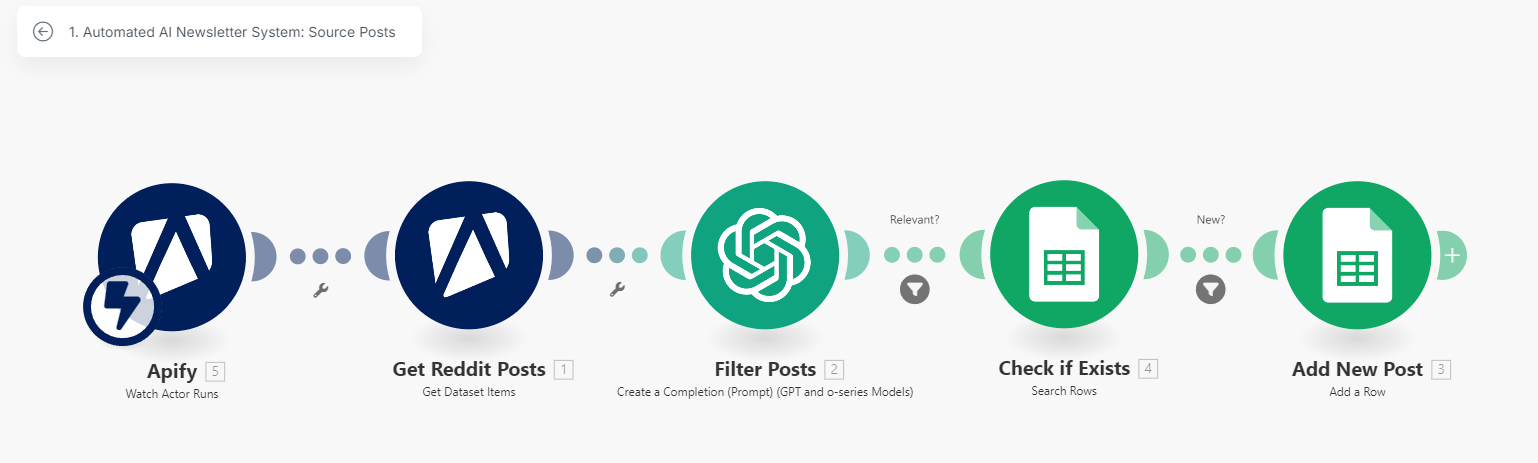 1. Automated AI Newsletter System: Source Posts
Relevant?
New?
Apify 5
Watch Actor Runs
Get Reddit Posts 1
Get Dataset Items
Filter Posts 2
Create a Completion (Prompt) (GPT and o-series Models)
Check if Exists 4
Search Rows
Add New Post 3
Add a Row